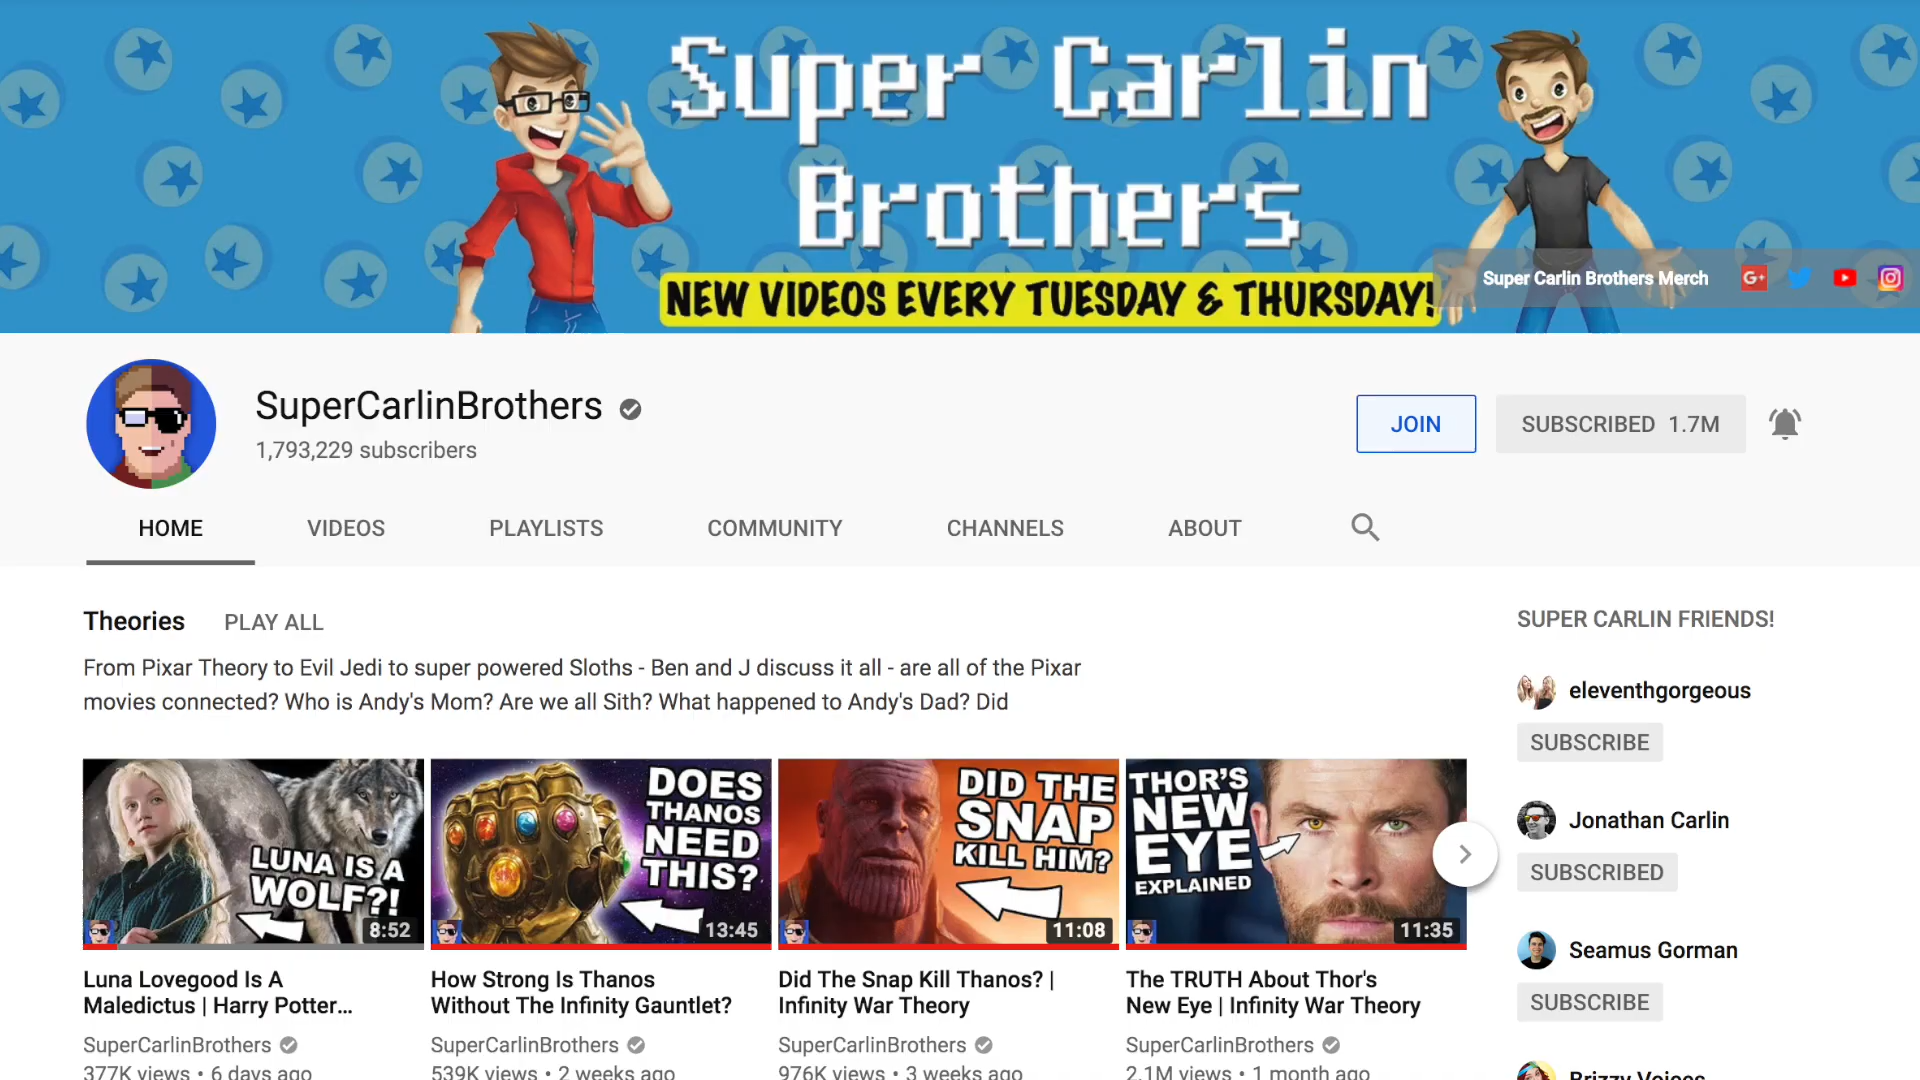 Super Carlin
Brothers
NEW VIDEOS EVERY TUESDAY & THURSDAY!
Super Carlin Brothers Merch
G+
SuperCarlinBrothers
1,793,229 subscribers
JOIN
SUBSCRIBED 1.7M
HOME VIDEOS PLAYLISTS COMMUNITY CHANNELS ABOUT
Theories PLAY ALL
From Pixar Theory to Evil Jedi to super powered Sloths - Ben and J discuss it all - are all of the Pixar
movies connected? Who is Andy's Mom? Are we all Sith? What happened to Andy's Dad? Did
LUNA IS A
WOLF?!
8:52
Luna Lovegood Is A
Maledictus | Harry Potter...
SuperCarlinBrothers
377K views • 6 days ago
DOES
THANOS
NEED
THIS?
13:45
How Strong Is Thanos
Without The Infinity Gauntlet?
SuperCarlinBrothers
539K views • 2 weeks ago
DID THE
SNAP
KILL HIM?
11:08
Did The Snap Kill Thanos? |
Infinity War Theory
SuperCarlinBrothers
976K views • 3 weeks ago
THOR'S
NEW
EYE
EXPLAINED
11:35
The TRUTH About Thor's
New Eye | Infinity War Theory
SuperCarlinBrothers
2.1M views • 1 month ago
SUPER CARLIN FRIENDS!
eleventhgorgeous
SUBSCRIBE
Jonathan Carlin
SUBSCRIBED
Seamus Gorman
SUBSCRIBE
Brizzy Voices